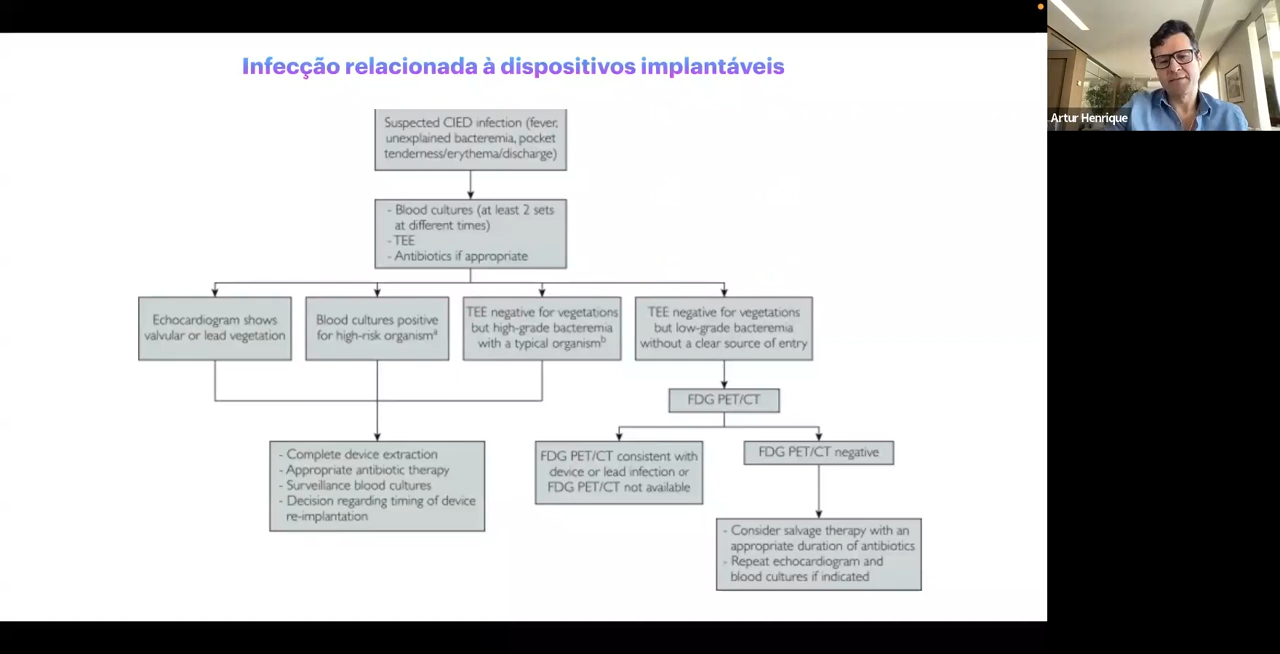 Infecção relacionada à dispositivos implantáveis
Artur Henrique
Suspected CIED infection (fever,
unexplained bacteremia, pocket
tenderness/erythema/discharge)
- Blood cultures (at least 2 sets
at different times)
- TEE
- Antibiotics if appropriate
Echocardiogram shows
valvular or lead vegetation
Blood cultures positive
for high-risk organismᵃ
TEE negative for vegetations
but high-grade bacteremia
with a typical organismᵇ
TEE negative for vegetations
but low-grade bacteremia
without a clear source of entry
FDG PET/CT
- Complete device extraction
- Appropriate antibiotic therapy
- Surveillance blood cultures
- Decision regarding timing of device
re-implantation
FDG PET/CT consistent with
device or lead infection or
FDG PET/CT not available
FDG PET/CT negative
- Consider salvage therapy with an
appropriate duration of antibiotics
- Repeat echocardiogram and
blood cultures if indicated